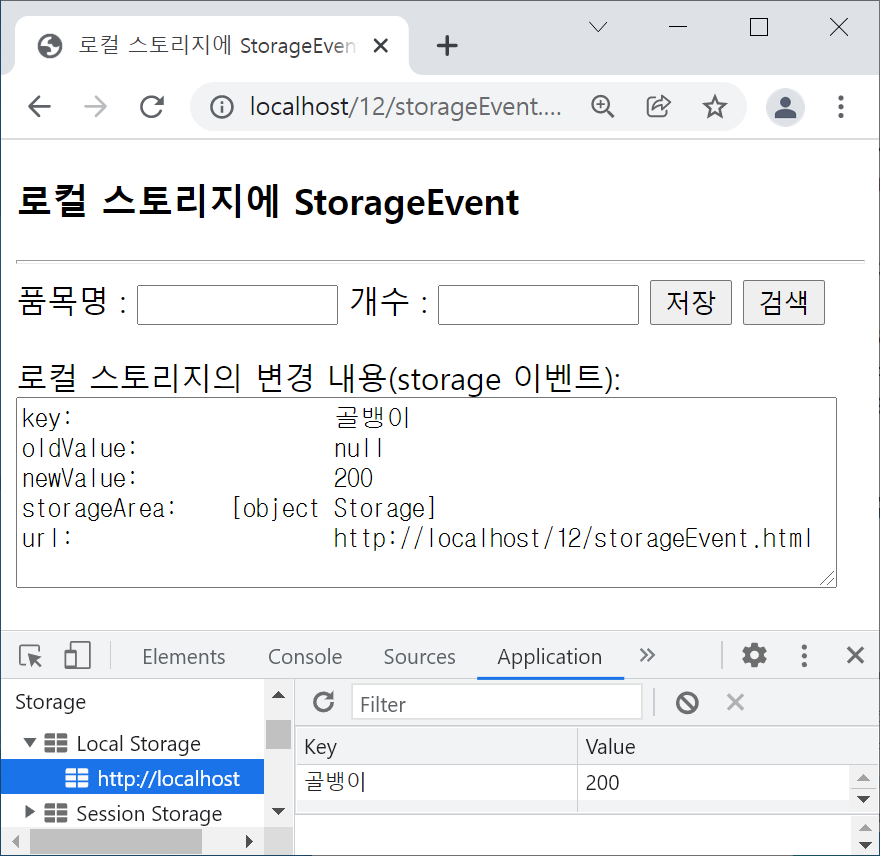 로컬 스토리지에 StorageEven
localhost/12/storageEvent....
로컬 스토리지에 StorageEvent
품목명 : 개수 : 저장 검색
로컬 스토리지의 변경 내용(storage 이벤트):
key: 골뱅이
oldValue: null
newValue: 200
storageArea: [object Storage]
url: http://localhost/12/storageEvent.html
Elements Console Sources Application
Storage
Filter
Local Storage
http://localhost
Session Storage
Key Value
골뱅이 200